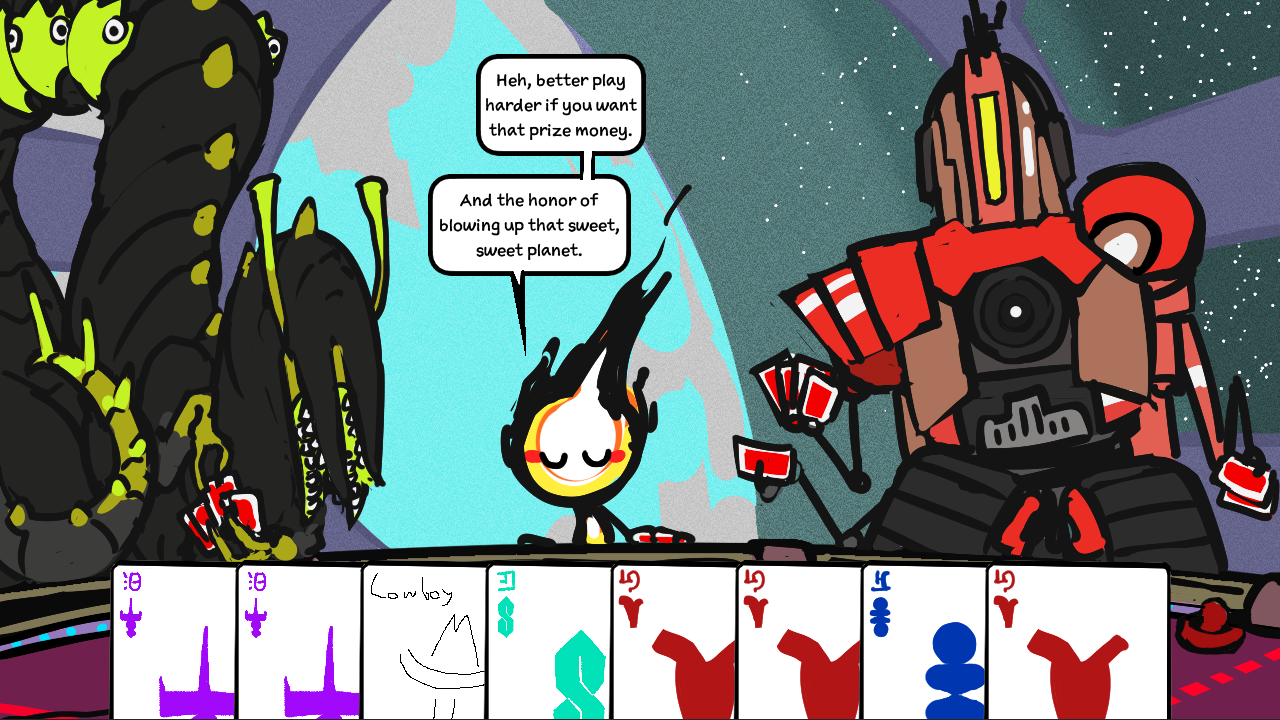 Heh, better play
harder if you want
that prize money.
And the honor of
blowing up that sweet,
sweet planet.
Cowboy